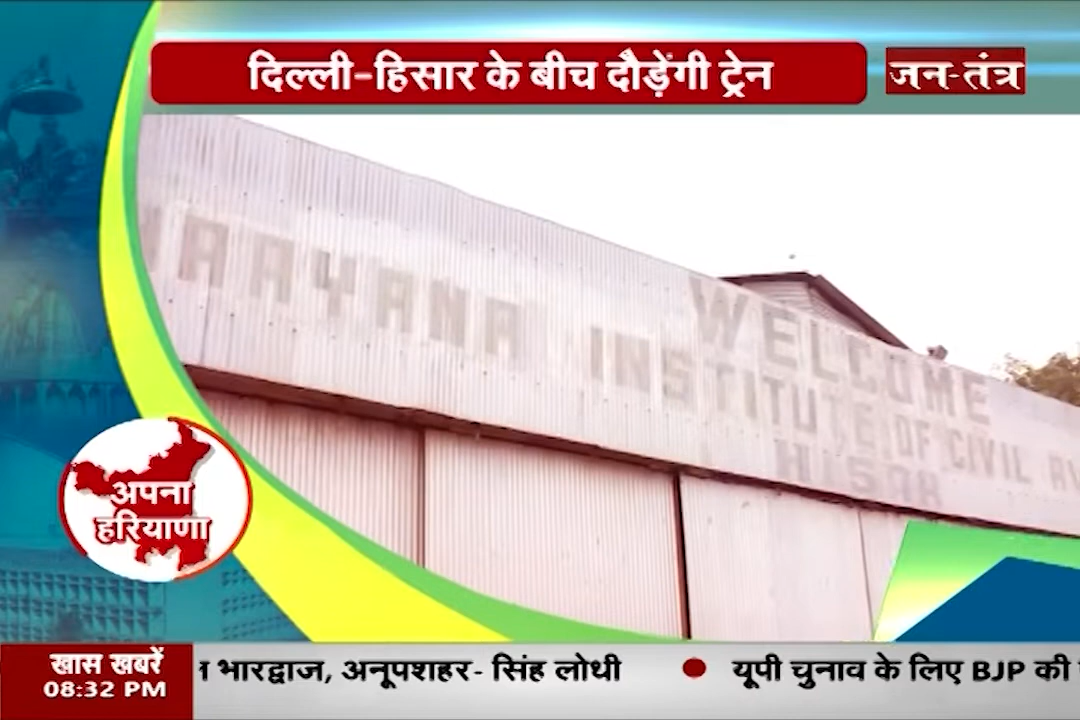 दिल्ली-हिसार के बीच दौड़ेंगी ट्रेन
जन-तंत्र
WELCOME
INSTITUTE OF CIVIL
HISAR
अपना
हरियाणा
खास खबरें
08:32 PM
भारद्वाज, अनूपशहर- सिंह लोधी
यूपी चुनाव के लिए BJP की